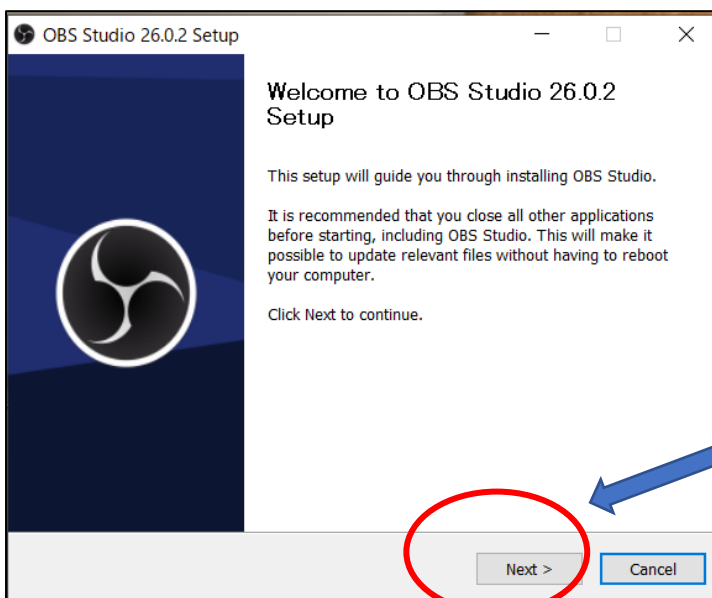 OBS Studio 26.0.2 Setup
Welcome to OBS Studio 26.0.2
Setup
This setup will guide you through installing OBS Studio.
It is recommended that you close all other applications
before starting, including OBS Studio. This will make it
possible to update relevant files without having to reboot
your computer.
Click Next to continue.
Next >
Cancel